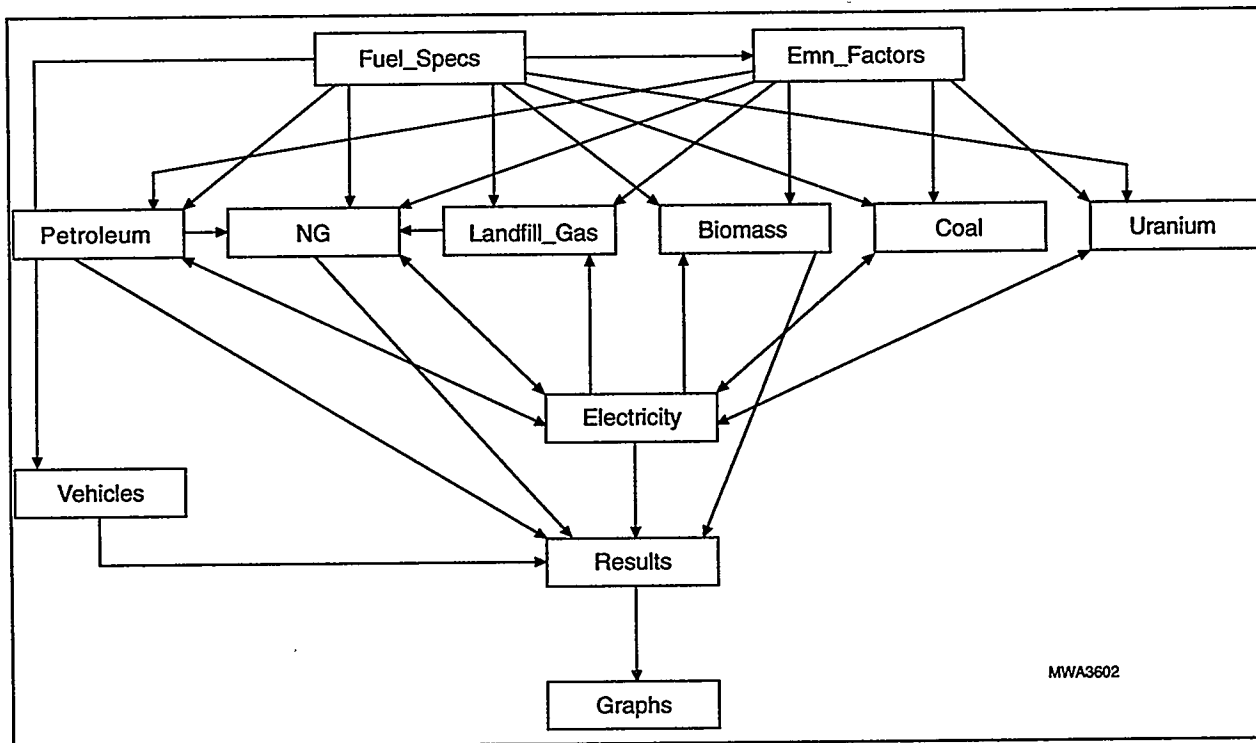 Fuel_Specs
Emn_Factors
Petroleum
NG
Landfill_Gas
Biomass
Coal
Uranium
Electricity
Vehicles
Results
MWA3602
Graphs